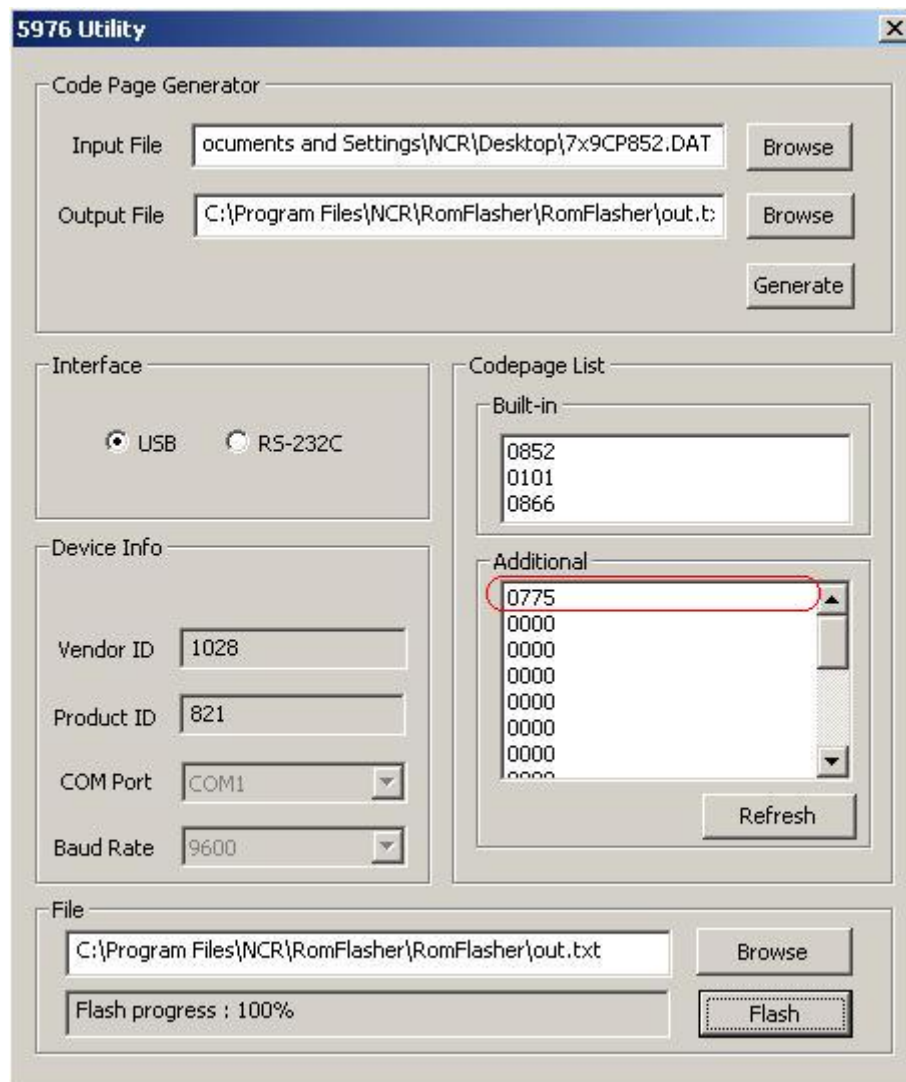 5976 Utility
Code Page Generator
Input File
ocuments and Settings\NCR\Desktop\7x9CP852.DAT
Browse
Output File
C:\Program Files\NCR\RomFlasher\RomFlasher\out.t
Browse
Generate
Interface
USB
RS-232C
Device Info
Vendor ID
1028
Product ID
821
COM Port
COM1
Baud Rate
9600
Codepage List
Built-in
0852
0101
0866
Additional
0775
0000
0000
0000
0000
0000
0000
0000
Refresh
File
C:\Program Files\NCR\RomFlasher\RomFlasher\out.txt
Browse
Flash progress : 100%
Flash